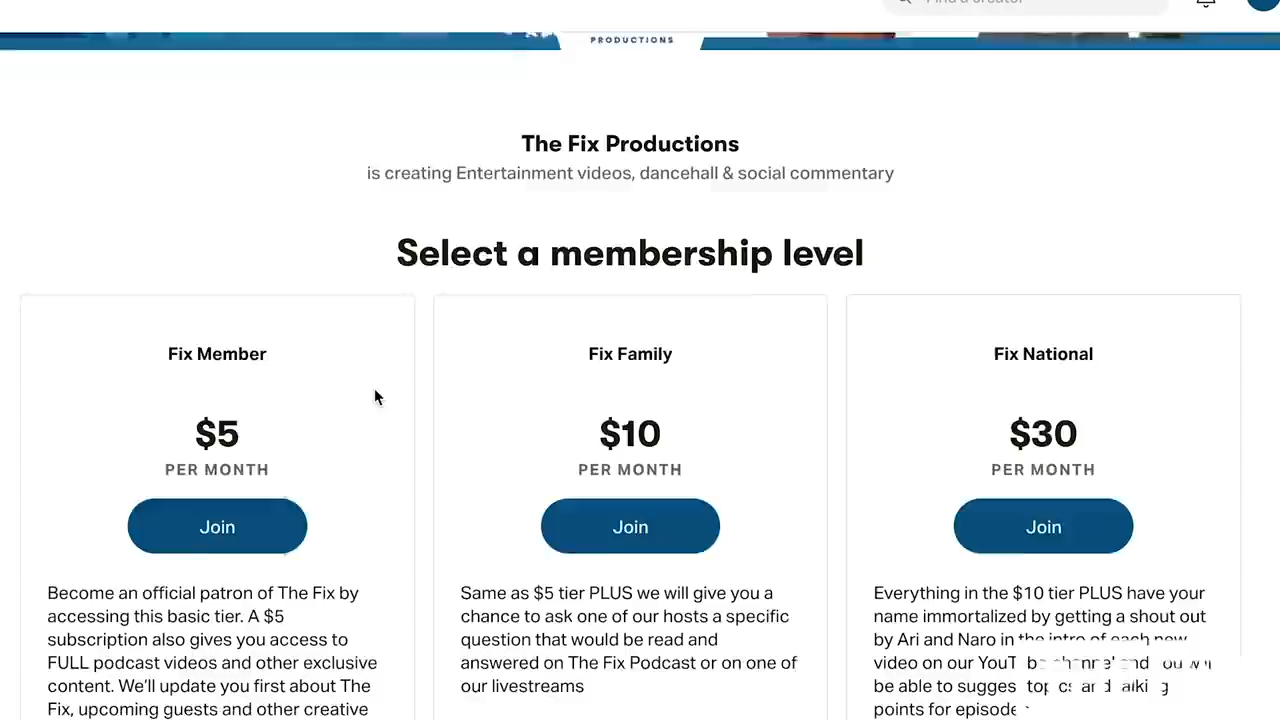 Find a creator
PRODUCTIONS
The Fix Productions
is creating Entertainment videos, dancehall & social commentary
Select a membership level
Fix Member
$5
PER MONTH
Join
Become an official patron of The Fix by
accessing this basic tier. A $5
subscription also gives you access to
FULL podcast videos and other exclusive
content. We'll update you first about The
Fix, upcoming guests and other creative
Fix Family
$10
PER MONTH
Join
Same as $5 tier PLUS we will give you a
chance to ask one of our hosts a specific
question that would be read and
answered on The Fix Podcast or on one of
our livestreams
Fix National
$30
PER MONTH
Join
Everything in the $10 tier PLUS have your
name immortalized by getting a shout out
by Ari and Naro in the intro of each new
video on our and
be able to and
points for